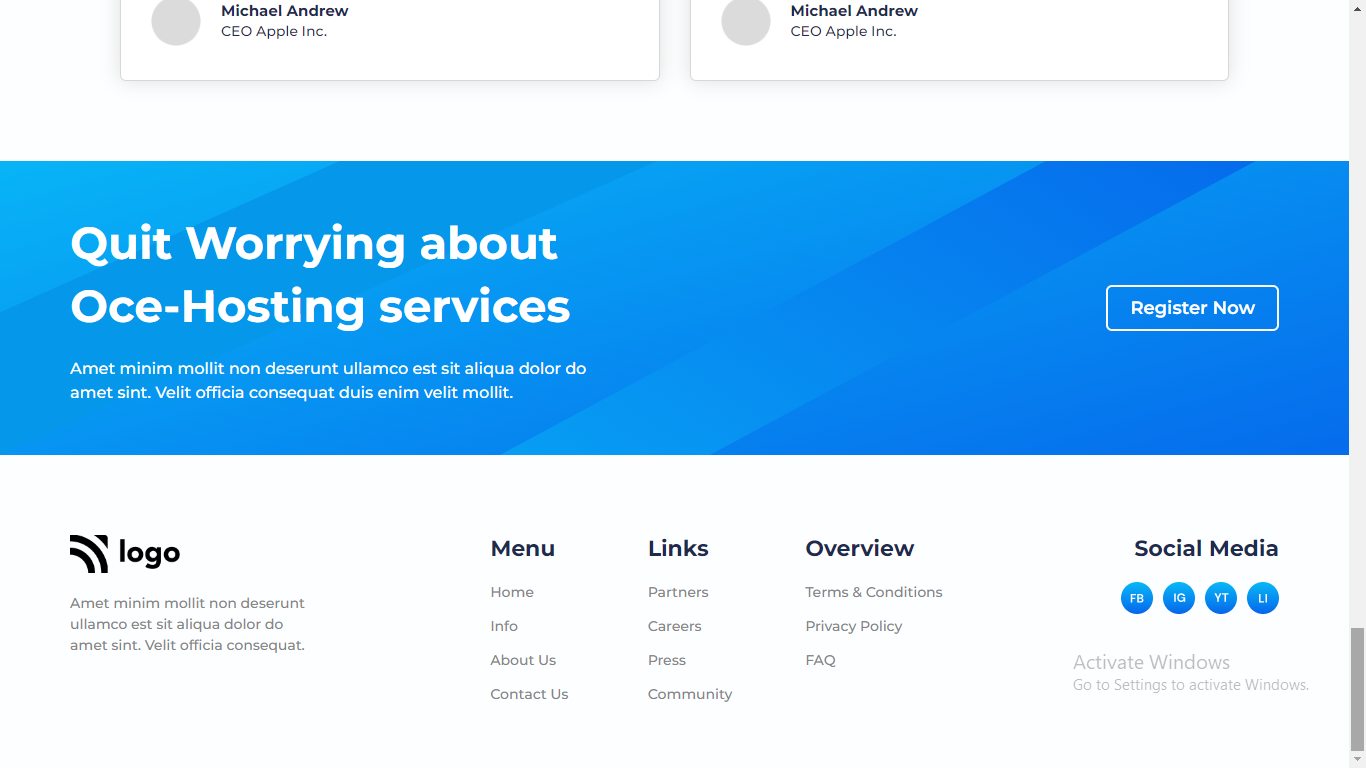 Michael Andrew
CEO Apple Inc.
Michael Andrew
CEO Apple Inc.
Quit Worrying about
Oce-Hosting services
Amet minim mollit non deserunt ullamco est sit aliqua dolor do
amet sint. Velit officia consequat duis enim velit mollit.
Register Now
logo
Amet minim mollit non deserunt
ullamco est sit aliqua dolor do
amet sint. Velit officia consequat.
Menu
Home
Info
About Us
Contact Us
Links
Partners
Careers
Press
Community
Overview
Terms & Conditions
Privacy Policy
FAQ
Social Media
FB IG YT LI
Activate Windows
Go to Settings to activate Windows.